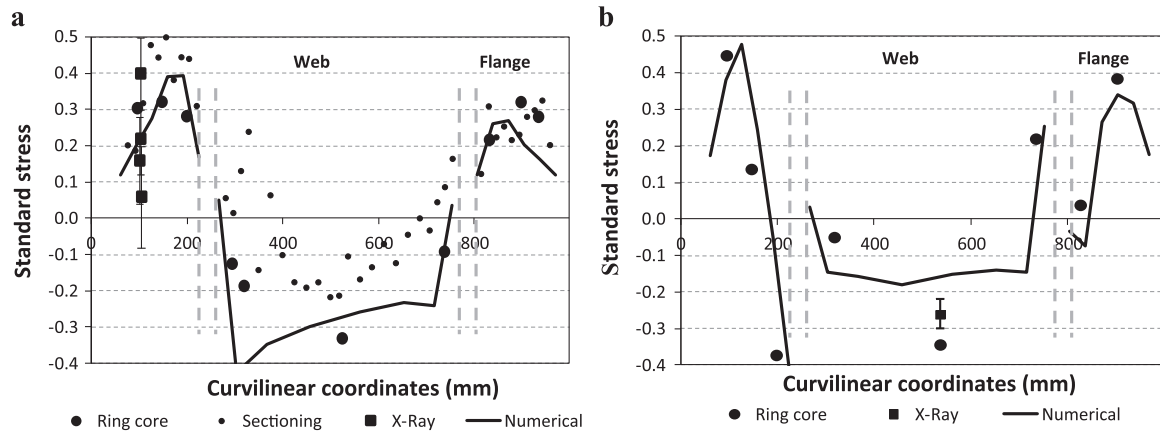 a
0.5
0.4
0.3
0.2
0.1
0.0
-0.1
-0.2
-0.3
-0.4
0
200
400
600
800
Web
Flange
Standard stress
Curvilinear coordinates (mm)
Ring core
Sectioning
X-Ray
Numerical
b
0.5
0.4
0.3
0.2
0.1
0.0
-0.1
-0.2
-0.3
-0.4
0
200
400
600
800
Web
Flange
Standard stress
Curvilinear coordinates (mm)
Ring core
X-Ray
Numerical